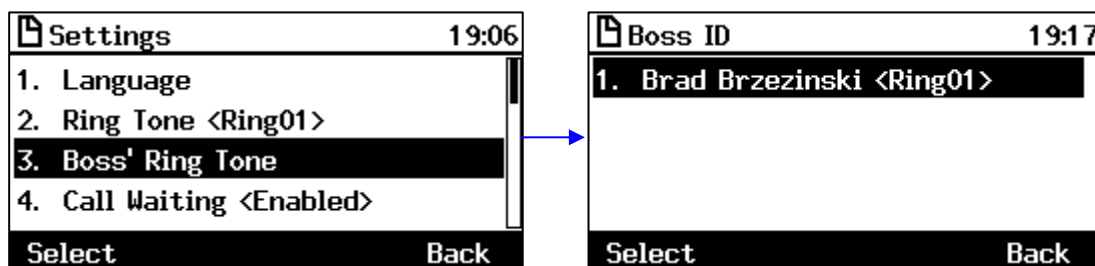 Settings 19:06
1. Language
2. Ring Tone <Ring01>
3. Boss' Ring Tone
4. Call Waiting <Enabled>
Select Back
Boss ID 19:17
1. Brad Brzezinski <Ring01>
Select Back